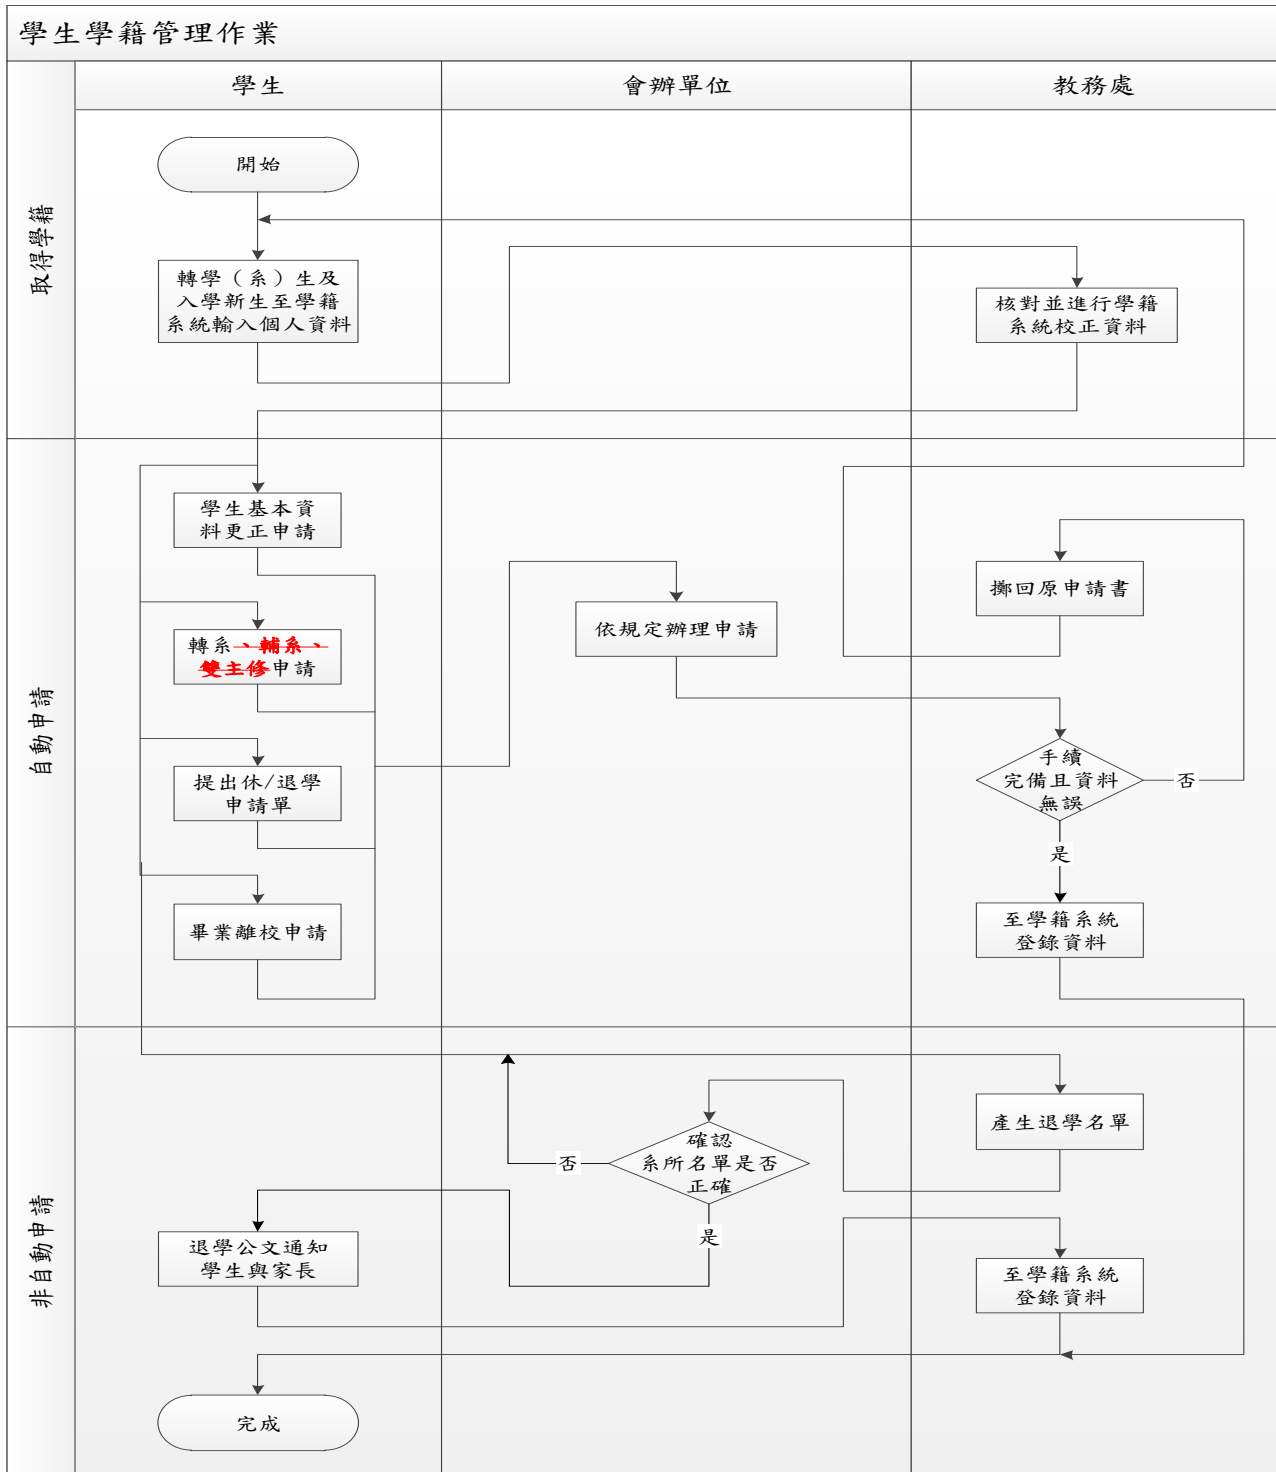 學生學籍管理作業
學生
會辦單位
教務處
取得學籍
開始
轉學（系）生及
入學新生至學籍
系統輸入個人資料
核對並進行學籍
系統校正資料
自動申請
學生基本資
料更正申請
轉系、輔系、
雙主修申請
提出休/退學
申請單
畢業離校申請
依規定辦理申請
擲回原申請書
手續
完備且資料
無誤
否
是
至學籍系統
登錄資料
非自動申請
產生退學名單
確認
系所名單是否
正確
否
是
退學公文通知
學生與家長
至學籍系統
登錄資料
完成